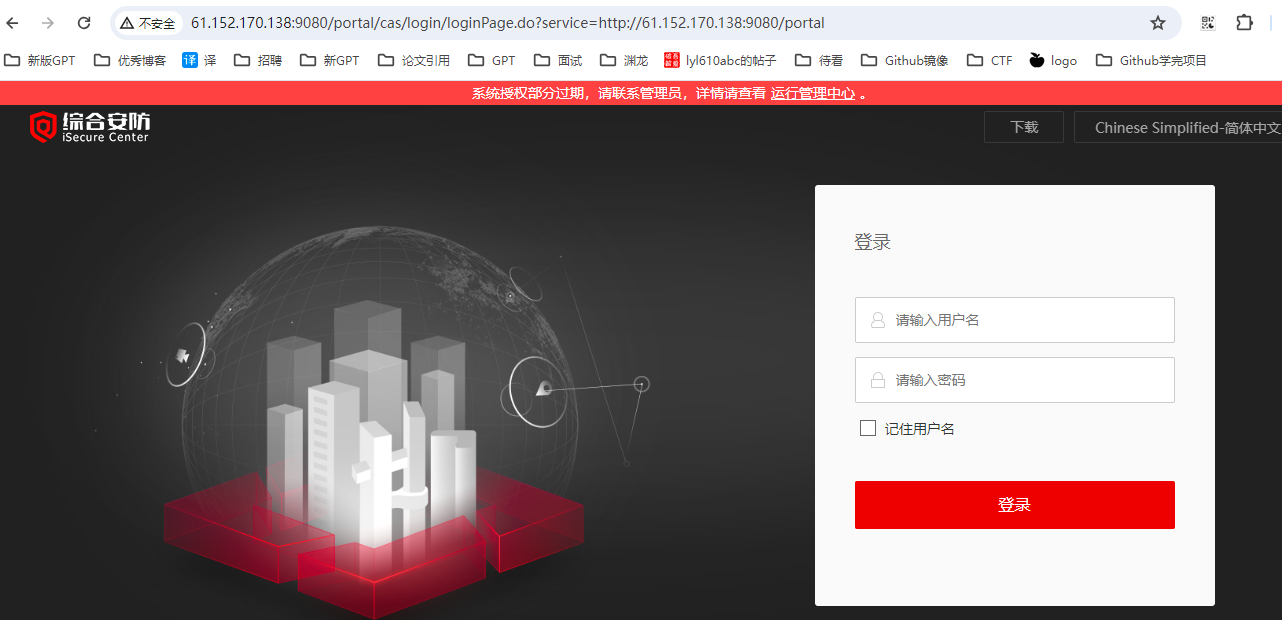 不安全 61.152.170.138:9080/portal/cas/login/loginPage.do?service=http://61.152.170.138:9080/portal
新版GPT 优秀博客 译 译 招聘 新GPT 论文引用 GPT 面试 渊龙 lyl610abc的帖子 待看 Github镜像 CTF logo Github学完项目
系统授权部分过期，请联系管理员，详情请查看 运行管理中心 。
综合安防
iSecure Center
下载 Chinese Simplified-简体中文
登录
请输入用户名
请输入密码
记住用户名
登录